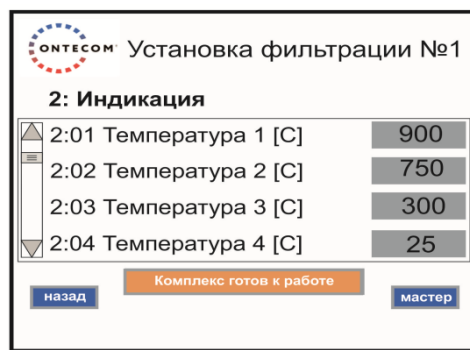 ONTECOM Установка фильтрации №1
2: Индикация
2:01 Температура 1 [C] 900
2:02 Температура 2 [C] 750
2:03 Температура 3 [C] 300
2:04 Температура 4 [C] 25
Комплекс готов к работе
назад мастер